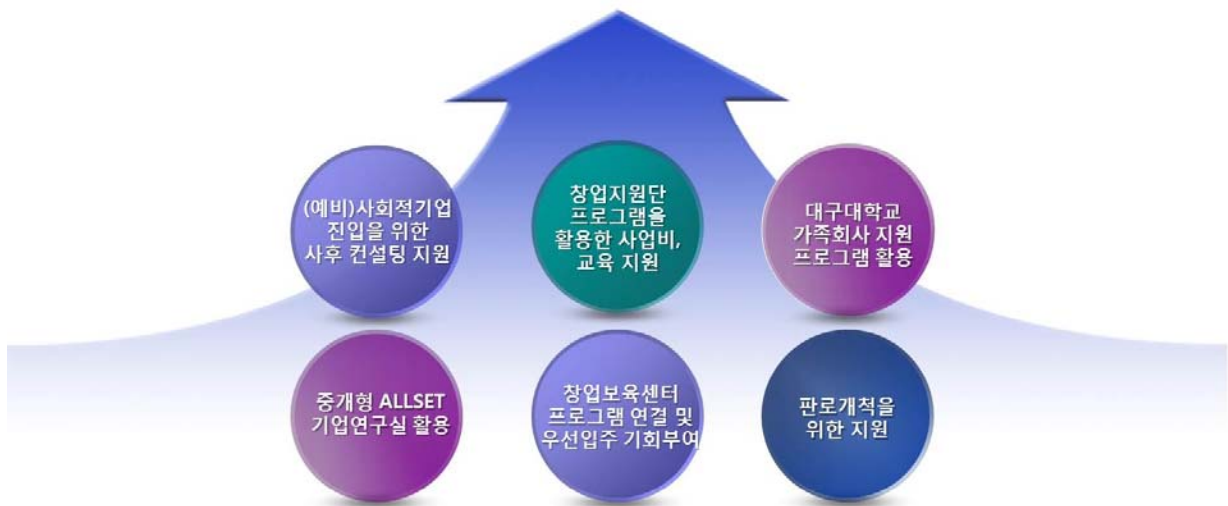 (예비)사회적기업
진입을 위한
사후 컨설팅 지원
창업지원단
프로그램을
활용한 사업비,
교육 지원
대구대학교
가족회사 지원
프로그램 활용
중개형 ALLSET
기업연구실 활용
창업보육센터
프로그램 연결 및
우선입주 기회부여
판로개척을
위한 지원